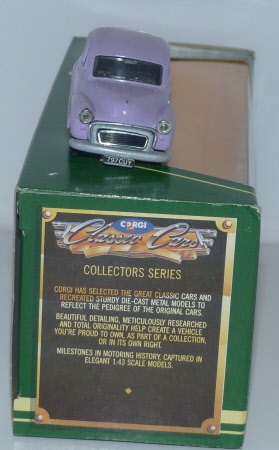 797 GUY
CORGI
Classic Cars
COLLECTORS SERIES
CORGI HAS SELECTED THE GREAT CLASSIC CARS AND
RECREATED STURDY DIE-CAST METAL MODELS TO
REFLECT THE PEDIGREE OF THE ORIGINAL CARS.
BEAUTIFUL DETAILING, METICULOUSLY RESEARCHED
AND TOTAL ORIGINALITY HELP CREATE A VEHICLE
YOU'RE PROUD TO OWN, AS PART OF A COLLECTION,
OR IN ITS OWN RIGHT.
MILESTONES IN MOTORING HISTORY, CAPTURED IN
ELEGANT 1:43 SCALE MODELS.